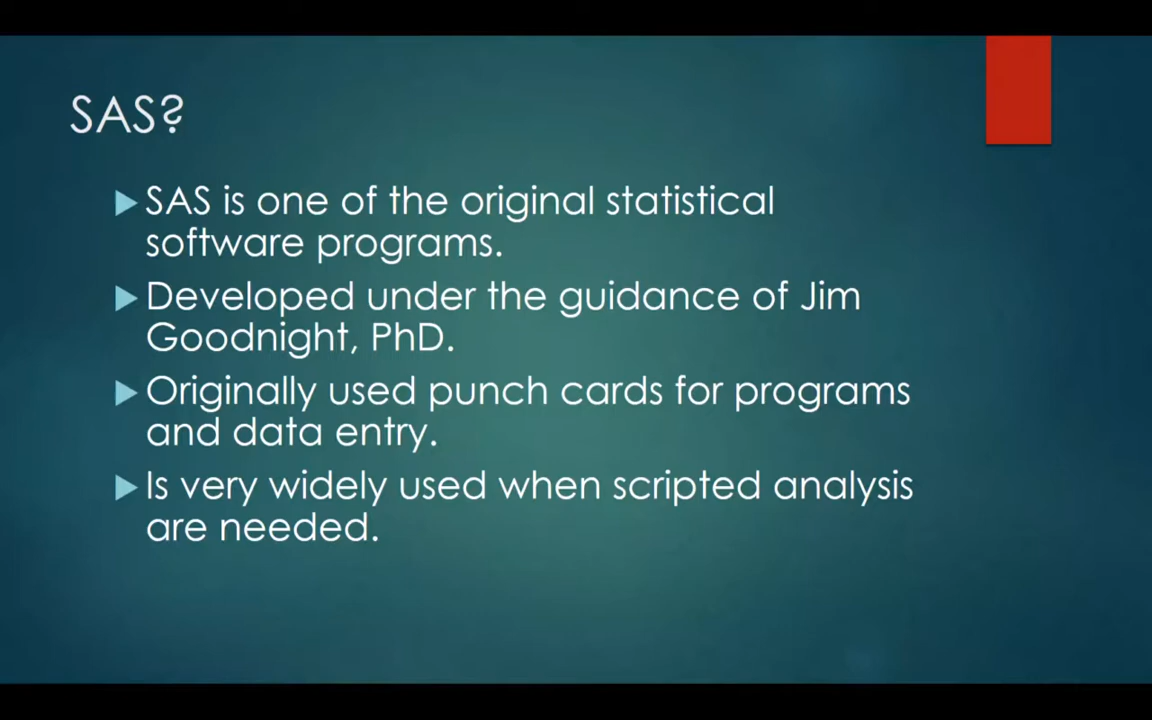 SAS?
SAS is one of the original statistical
software programs.
Developed under the guidance of Jim
Goodnight, PhD.
Originally used punch cards for programs
and data entry.
Is very widely used when scripted analysis
are needed.